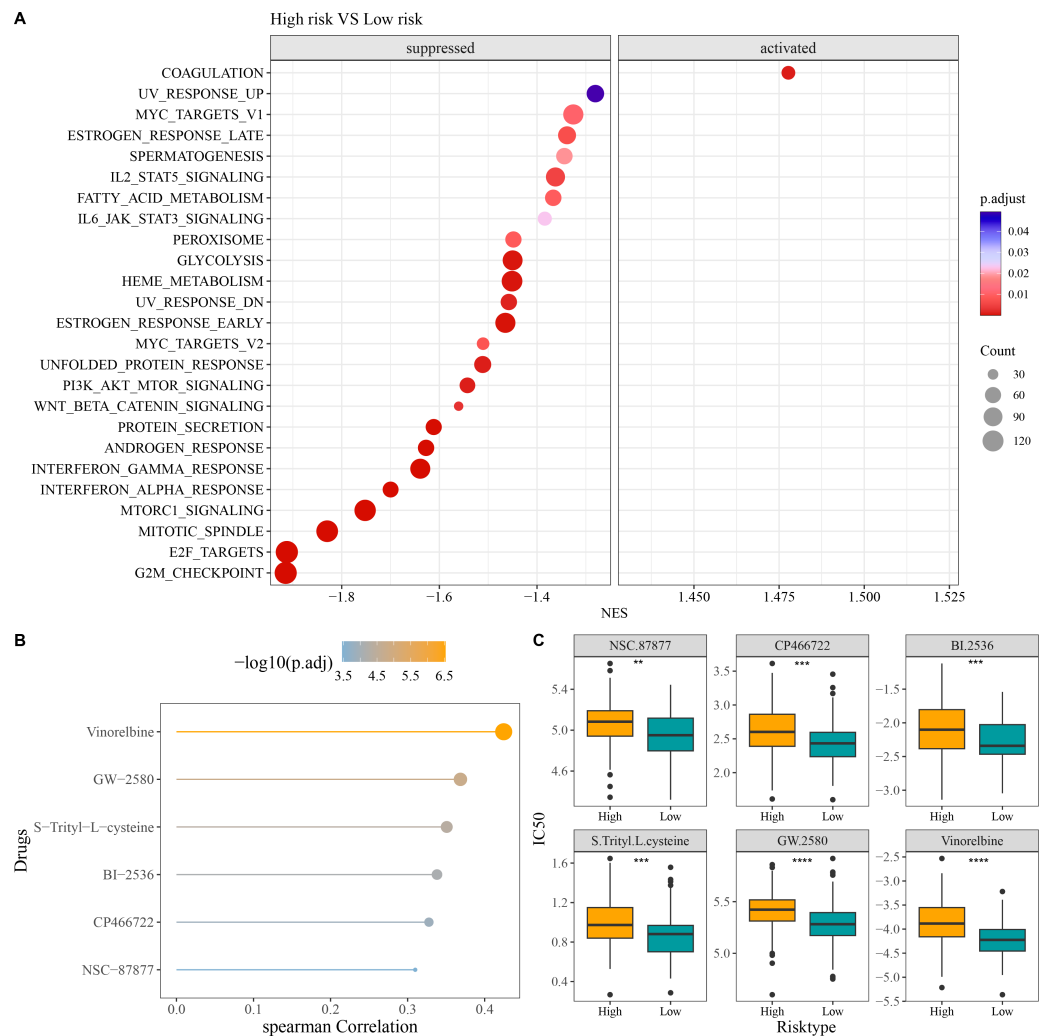 A
High risk VS Low risk
suppressed
activated
COAGULATION
UV_RESPONSE_UP
MYC_TARGETS_V1
ESTROGEN_RESPONSE_LATE
SPERMATOGENESIS
IL2_STAT5_SIGNALING
FATTY_ACID_METABOLISM
IL6_JAK_STAT3_SIGNALING
PEROXISOME
GLYCOLYSIS
HEME_METABOLISM
UV_RESPONSE_DN
ESTROGEN_RESPONSE_EARLY
MYC_TARGETS_V2
UNFOLDED_PROTEIN_RESPONSE
PI3K_AKT_MTOR_SIGNALING
WNT_BETA_CATENIN_SIGNALING
PROTEIN_SECRETION
ANDROGEN_RESPONSE
INTERFERON_GAMMA_RESPONSE
INTERFERON_ALPHA_RESPONSE
MTORC1_SIGNALING
MITOTIC_SPINDLE
E2F_TARGETS
G2M_CHECKPOINT
−1.8 −1.6 −1.4 1.450 1.475 1.500 1.525
NES
p.adjust
0.04
0.03
0.02
0.01
Count
30
60
90
120
B
−log10(p.adj)
3.5 4.5 5.5 6.5
Drugs
Vinorelbine
GW−2580
S−Trityl−L−cysteine
BI−2536
CP466722
NSC−87877
0.0 0.1 0.2 0.3 0.4
spearman Correlation
C
IC50
NSC.87877
**
5.4
5.0
4.6
High Low
CP466722
***
3.5
3.0
2.5
2.0
High Low
BI.2536
***
−1.5
−2.0
−2.5
−3.0
High Low
S.Trityl.L.cysteine
***
1.6
1.2
0.8
0.4
High Low
GW.2580
****
5.5
5.0
High Low
Vinorelbine
****
−2.5
−3.0
−3.5
−4.0
−4.5
−5.0
−5.5
High Low
Risktype